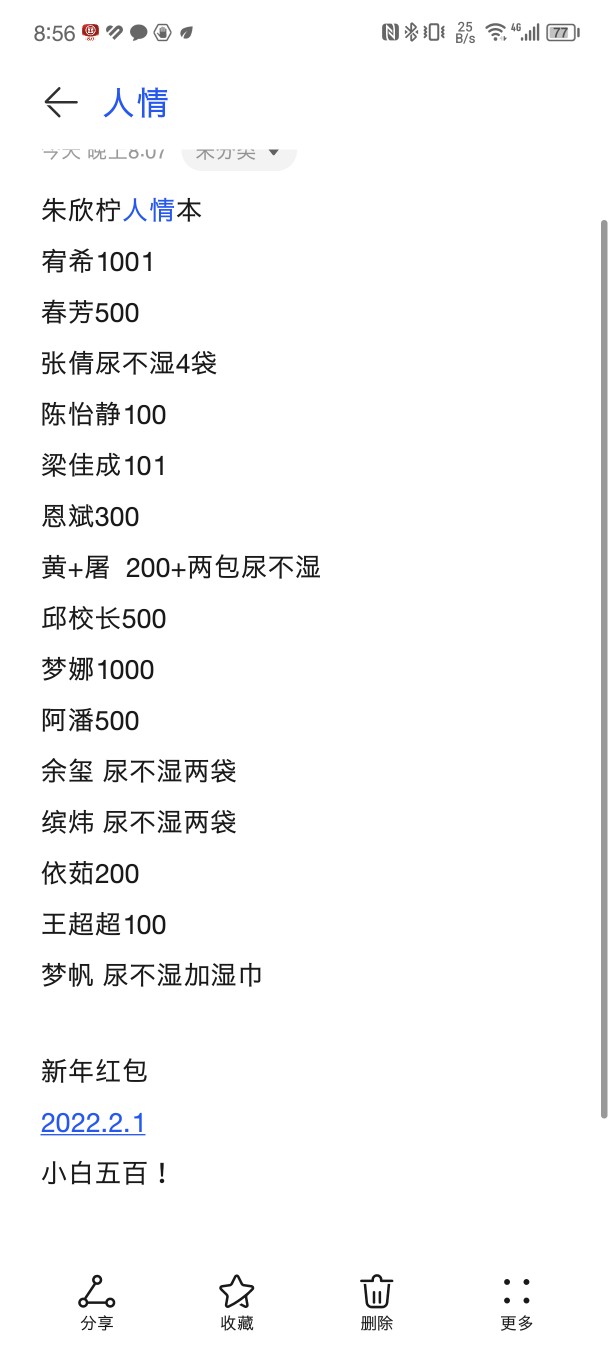 8:56
25 B/s 4G 77
人情
今天 晚上8:07 未分类
朱欣柠人情本
宥希1001
春芳500
张倩尿不湿4袋
陈怡静100
梁佳成101
恩斌300
黄+屠 200+两包尿不湿
邱校长500
梦娜1000
阿潘500
余玺 尿不湿两袋
缤炜 尿不湿两袋
依茹200
王超超100
梦帆 尿不湿加湿巾
新年红包
2022.2.1
小白五百！
分享 收藏 删除 更多